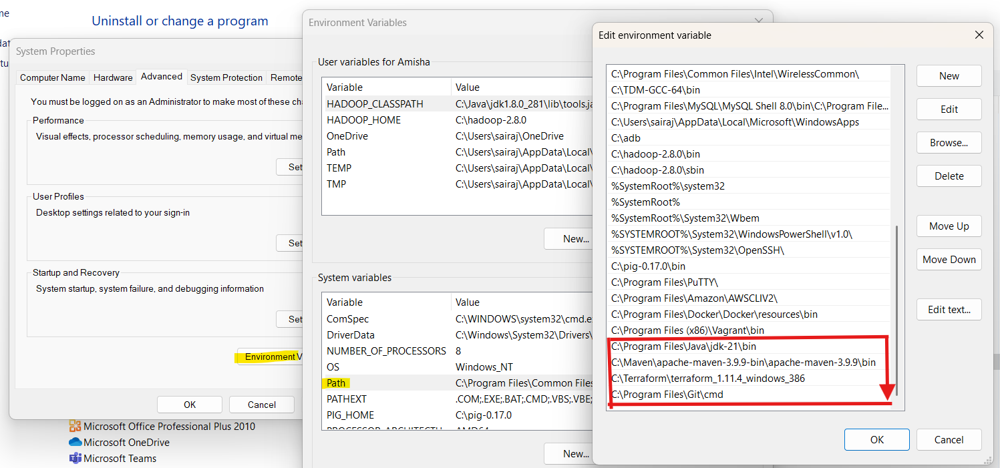 me
Uninstall or change a program
System Properties
Computer Name Hardware Advanced System Protection Remote
You must be logged on as an Administrator to make most of these
Performance
Visual effects, processor scheduling, memory usage, and virtual
User Profiles
Desktop settings related to your sign-in
Startup and Recovery
System startup, system failure, and debugging information
Environment V
OK Cancel
Microsoft Office Professional Plus 2010
Microsoft OneDrive
Microsoft Teams
Environment Variables
User variables for Amisha
Variable Value
HADOOP_CLASSPATH C:\Java\jdk1.8.0_281\lib\tools.ja
HADOOP_HOME C:\hadoop-2.8.0
OneDrive C:\Users\sairaj\OneDrive
Path C:\Users\sairaj\AppData\Local\
TEMP C:\Users\sairaj\AppData\Local\
TMP C:\Users\sairaj\AppData\Local\
New...
System variables
Variable Value
ComSpec C:\WINDOWS\system32\cmd.e
DriverData C:\Windows\System32\Drivers\
NUMBER_OF_PROCESSORS 8
OS Windows_NT
Path C:\Program Files\Common Files
PATHEXT .COM;.EXE;.BAT;.CMD;.VBS;.VBE;
PIG_HOME C:\pig-0.17.0
New...
Edit environment variable
C:\Program Files\Common Files\Intel\WirelessCommon\
C:\TDM-GCC-64\bin
C:\Program Files\MySQL\MySQL Shell 8.0\bin\C:\Program File...
C:\Users\sairaj\AppData\Local\Microsoft\WindowsApps
C:\adb
C:\hadoop-2.8.0\bin
C:\hadoop-2.8.0\sbin
%SystemRoot%\system32
%SystemRoot%
%SystemRoot%\System32\Wbem
%SYSTEMROOT%\System32\WindowsPowerShell\v1.0\
%SYSTEMROOT%\System32\OpenSSH\
C:\pig-0.17.0\bin
C:\Program Files\PuTTY\
C:\Program Files\Amazon\AWSCLIV2\
C:\Program Files\Docker\Docker\resources\bin
C:\Program Files (x86)\Vagrant\bin
C:\Program Files\Java\jdk-21\bin
C:\Maven\apache-maven-3.9.9-bin\apache-maven-3.9.9\bin
C:\Terraform\terraform_1.11.4_windows_386
C:\Program Files\Git\cmd
New
Edit
Browse...
Delete
Move Up
Move Down
Edit text...
OK Cancel